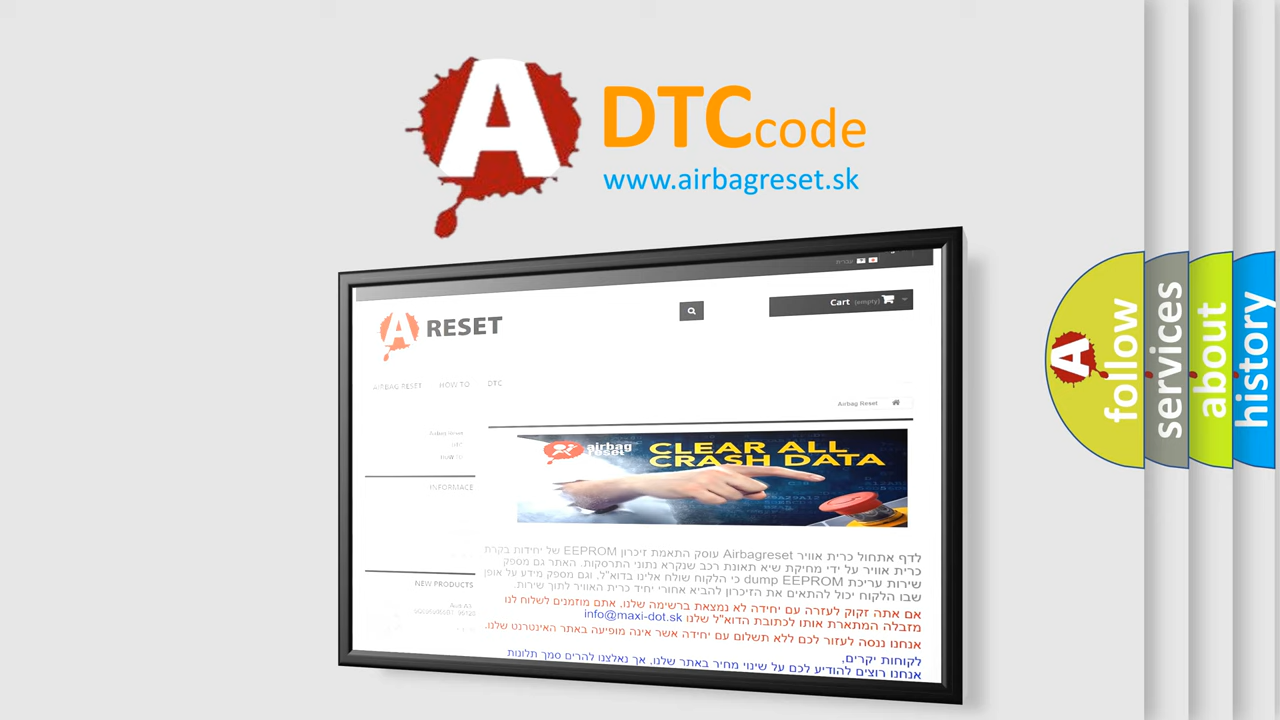 A DTC code
www.airbagreset.sk
עברית
A RESET
Cart (empty)
AIRBAG RESET HOW TO DTC
Airbag Reset
Airbag Reset
HOW TO
INFORMACE
airbag reset
CLEAR ALL
CRASH DATA
NEW PRODUCTS
לדף אתחול כרית אוויר Airbagreset עוסק התאמת זיכרון EEPROM של יחידות בקרת
כרית אוויר על ידי מחיקת שיא תאונת רכב שנקרא נתוני התרסקות. האתר גם מספק
שירות עריכת dump EEPROM כי הלקוח שולח אלינו בדוא"ל, וגם מספק מידע על אופן
שבו הלקוח יכול להתאים את הזיכרון להביא אחורי יחיד כרית האוויר לתוך שירות.
אם אתה זקוק לעזרה עם יחידה לא נמצאת ברשימה שלנו, אתם מוזמנים לשלוח לנו
מזבלה המתארת אותו לכתובת הדוא"ל שלנו info@maxi-dot.sk
אנחנו ננסה לעזור לכם ללא תשלום עם יחידה אשר אינה מופיעה באתר האינטרנט שלנו.
לקוחות יקרים,
אנחנו רוצים להודיע לכם על שינוי מחיר באתר שלנו, אך נאלצנו להרים סמך תלונות
A follow
services
about
history